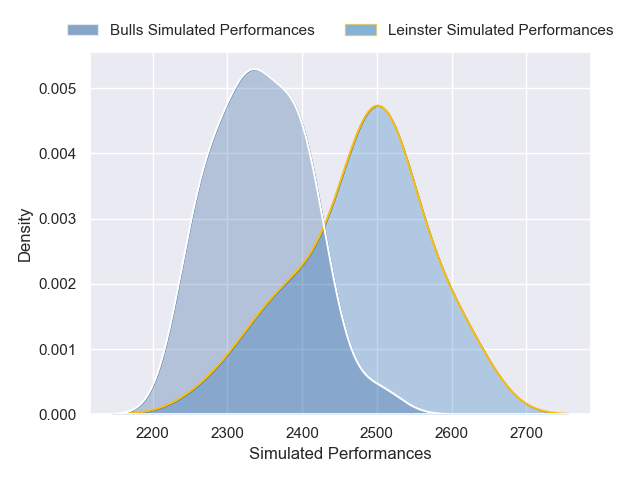 Bulls Simulated Performances Leinster Simulated Performances
0.005
0.004
0.003
0.002
0.001
0.000
Density
2200 2300 2400 2500 2600 2700
Simulated Performances